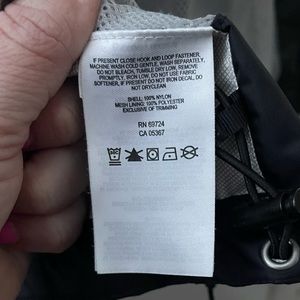 IF PRESENT CLOSE HOOK AND LOOP FASTENER,
MACHINE WASH COLD GENTLE, WASH SEPARATELY,
DO NOT BLEACH, TUMBLE DRY LOW, REMOVE
PROMPTLY, IRON LOW, DO NOT USE FABRIC
SOFTENER, IF PRESENT DO NOT IRON DECAL, DO
NOT DRY CLEAN
SHELL: 100% NYLON
MESH LINING: 100% POLYESTER
EXCLUSIVE OF TRIMMING
RN 69724
CA 05367